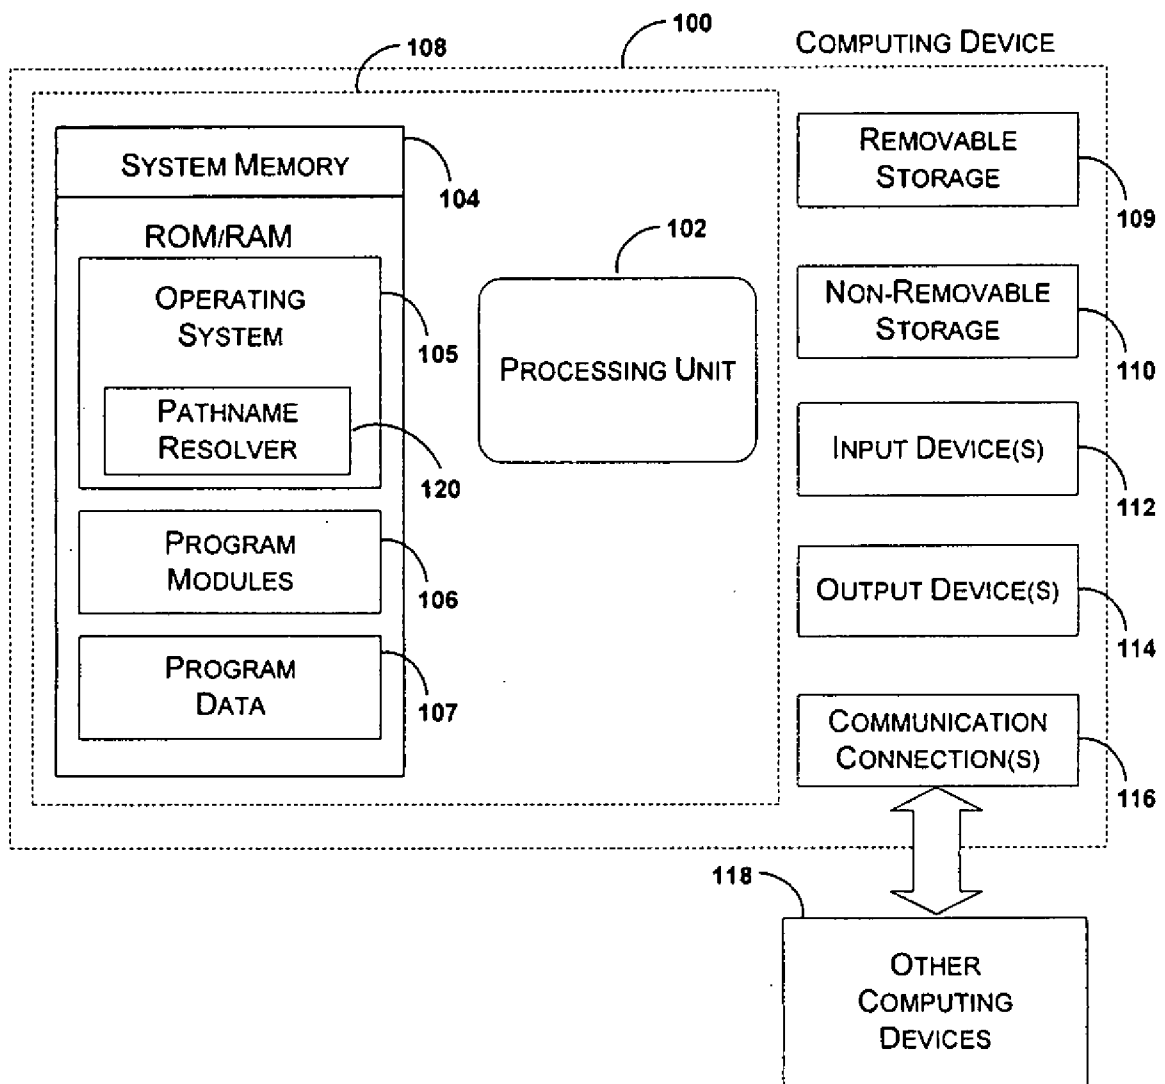 100
COMPUTING DEVICE
108
SYSTEM MEMORY
104
ROM/RAM
OPERATING
SYSTEM
105
PATHNAME
RESOLVER
120
PROGRAM
MODULES
106
PROGRAM
DATA
107
102
PROCESSING UNIT
REMOVABLE
STORAGE
109
NON-REMOVABLE
STORAGE
110
INPUT DEVICE(S)
112
OUTPUT DEVICE(S)
114
COMMUNICATION
CONNECTION(S)
116
118
OTHER
COMPUTING
DEVICES